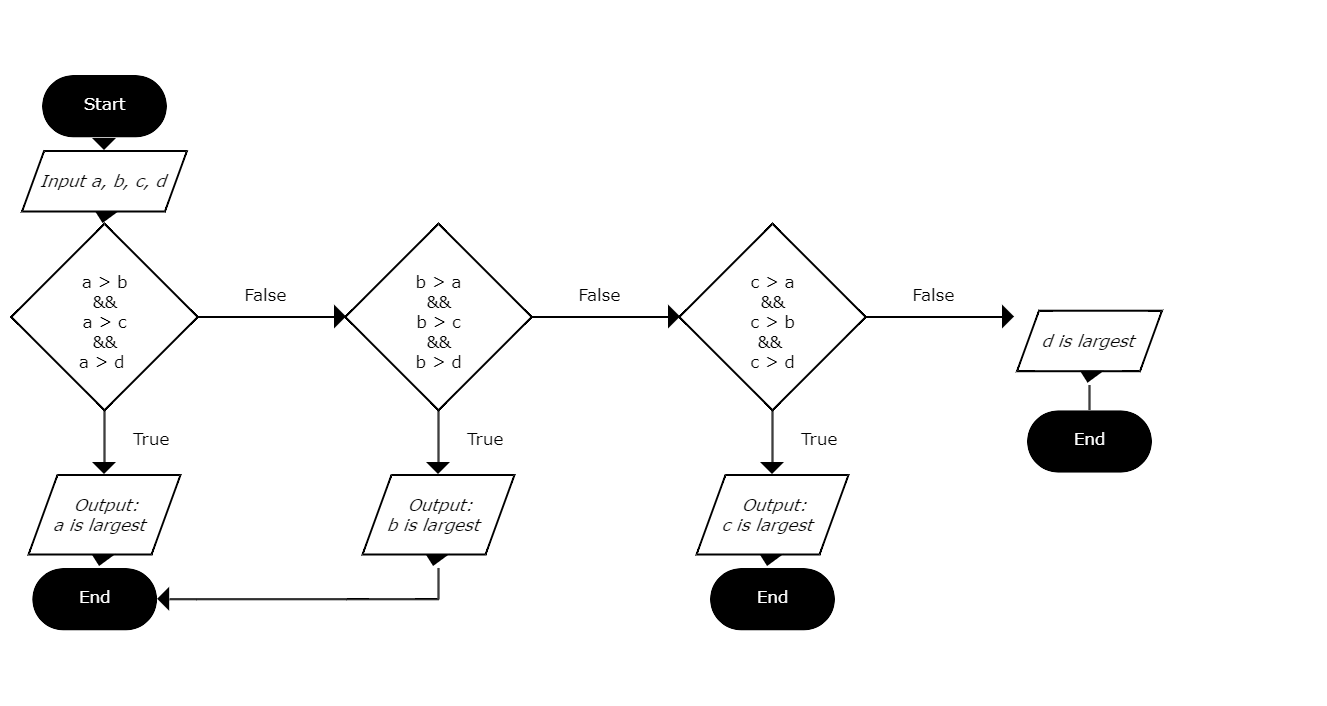 Start
Input a, b, c, d
a > b
&&
a > c
&&
a > d
False
b > a
&&
b > c
&&
b > d
False
c > a
&&
c > b
&&
c > d
False
d is largest
True
True
True
End
Output:
a is largest
Output:
b is largest
Output:
c is largest
End
End